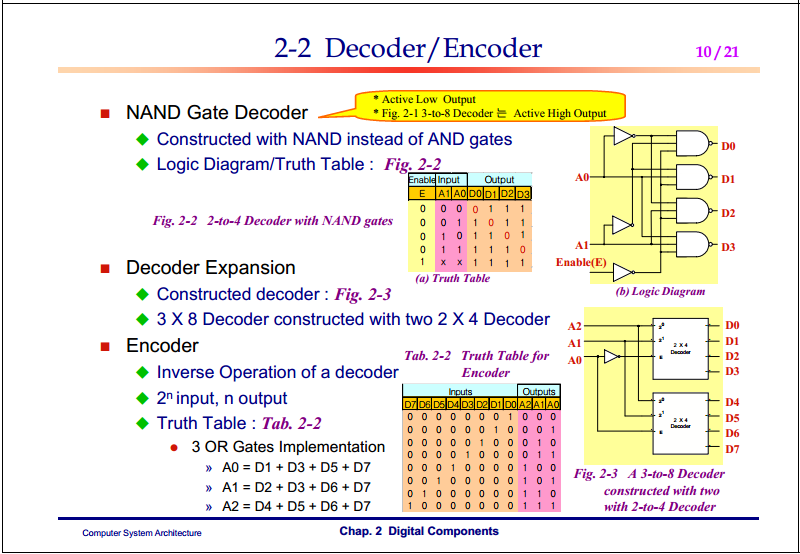 2-2 Decoder/Encoder
10 / 21
■ NAND Gate Decoder
* Active Low Output
* Fig. 2-1 3-to-8 Decoder 는 Active High Output
◆ Constructed with NAND instead of AND gates
◆ Logic Diagram/Truth Table : Fig. 2-2
Fig. 2-2 2-to-4 Decoder with NAND gates
Enable Input Output
E A1 A0 D0 D1 D2 D3
0 0 0 0 1 1 1
0 0 1 1 0 1 1
0 1 0 1 1 0 1
0 1 1 1 1 1 0
1 x x 1 1 1 1
(a) Truth Table
A0
A1
Enable(E)
D0
D1
D2
D3
(b) Logic Diagram
■ Decoder Expansion
◆ Constructed decoder : Fig. 2-3
◆ 3 X 8 Decoder constructed with two 2 X 4 Decoder
■ Encoder
◆ Inverse Operation of a decoder
◆ 2ⁿ input, n output
◆ Truth Table : Tab. 2-2
● 3 OR Gates Implementation
» A0 = D1 + D3 + D5 + D7
» A1 = D2 + D3 + D6 + D7
» A2 = D4 + D5 + D6 + D7
Tab. 2-2 Truth Table for
Encoder
Inputs Outputs
D7 D6 D5 D4 D3 D2 D1 D0 A2 A1 A0
0 0 0 0 0 0 0 1 0 0 0
0 0 0 0 0 0 1 0 0 0 1
0 0 0 0 0 1 0 0 0 1 0
0 0 0 0 1 0 0 0 0 1 1
0 0 0 1 0 0 0 0 1 0 0
0 0 1 0 0 0 0 0 1 0 1
0 1 0 0 0 0 0 0 1 1 0
1 0 0 0 0 0 0 0 1 1 1
A2
A1
A0
2⁰
2¹
E
2 X 4
Decoder
D0
D1
D2
D3
2⁰
2¹
E
2 X 4
Decoder
D4
D5
D6
D7
Fig. 2-3 A 3-to-8 Decoder
constructed with two
with 2-to-4 Decoder
Computer System Architecture
Chap. 2 Digital Components